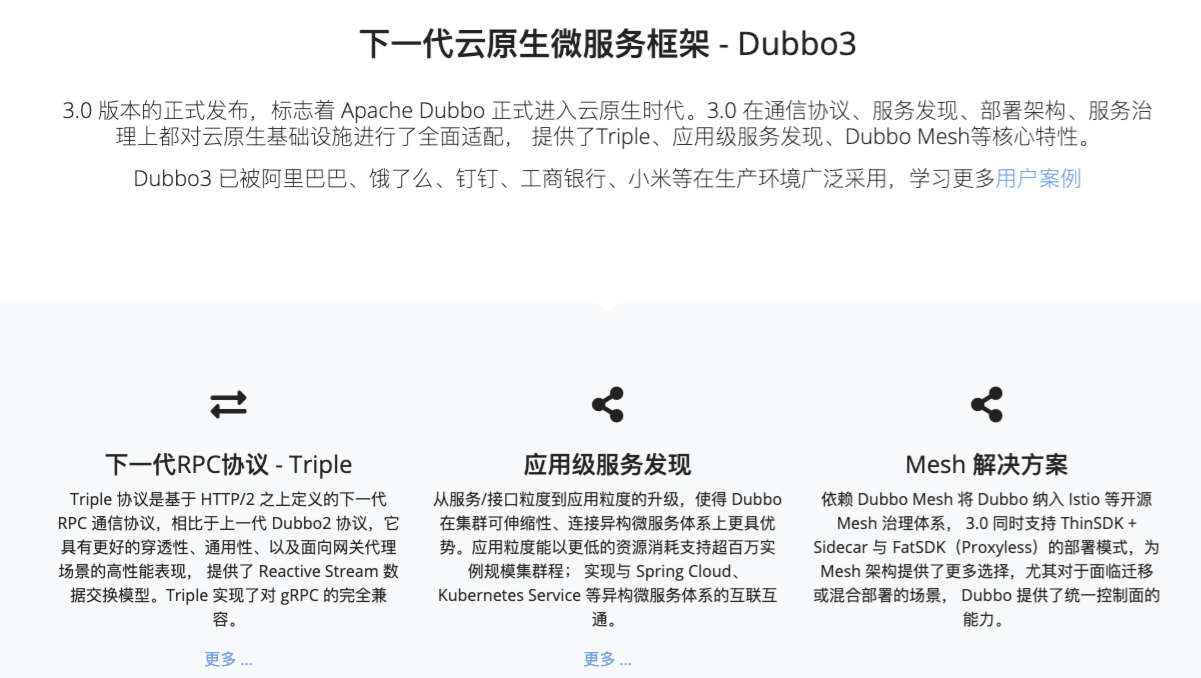 下一代云原生微服务框架 - Dubbo3
3.0 版本的正式发布，标志着 Apache Dubbo 正式进入云原生时代。3.0 在通信协议、服务发现、部署架构、服务治
理上都对云原生基础设施进行了全面适配， 提供了Triple、应用级服务发现、Dubbo Mesh等核心特性。
Dubbo3 已被阿里巴巴、饿了么、钉钉、工商银行、小米等在生产环境广泛采用，学习更多用户案例
下一代RPC协议 - Triple
Triple 协议是基于 HTTP/2 之上定义的下一代
RPC 通信协议，相比于上一代 Dubbo2 协议，它
具有更好的穿透性、通用性、以及面向网关代理
场景的高性能表现， 提供了 Reactive Stream 数
据交换模型。Triple 实现了对 gRPC 的完全兼
容。
更多 ...
应用级服务发现
从服务/接口粒度到应用粒度的升级，使得 Dubbo
在集群可伸缩性、连接异构微服务体系上更具优
势。应用粒度能以更低的资源消耗支持超百万实
例规模集群程； 实现与 Spring Cloud、
Kubernetes Service 等异构微服务体系的互联互
通。
更多 ...
Mesh 解决方案
依赖 Dubbo Mesh 将 Dubbo 纳入 Istio 等开源
Mesh 治理体系， 3.0 同时支持 ThinSDK +
Sidecar 与 FatSDK（Proxyless）的部署模式，为
Mesh 架构提供了更多选择，尤其对于面临迁移
或混合部署的场景， Dubbo 提供了统一控制面的
能力。